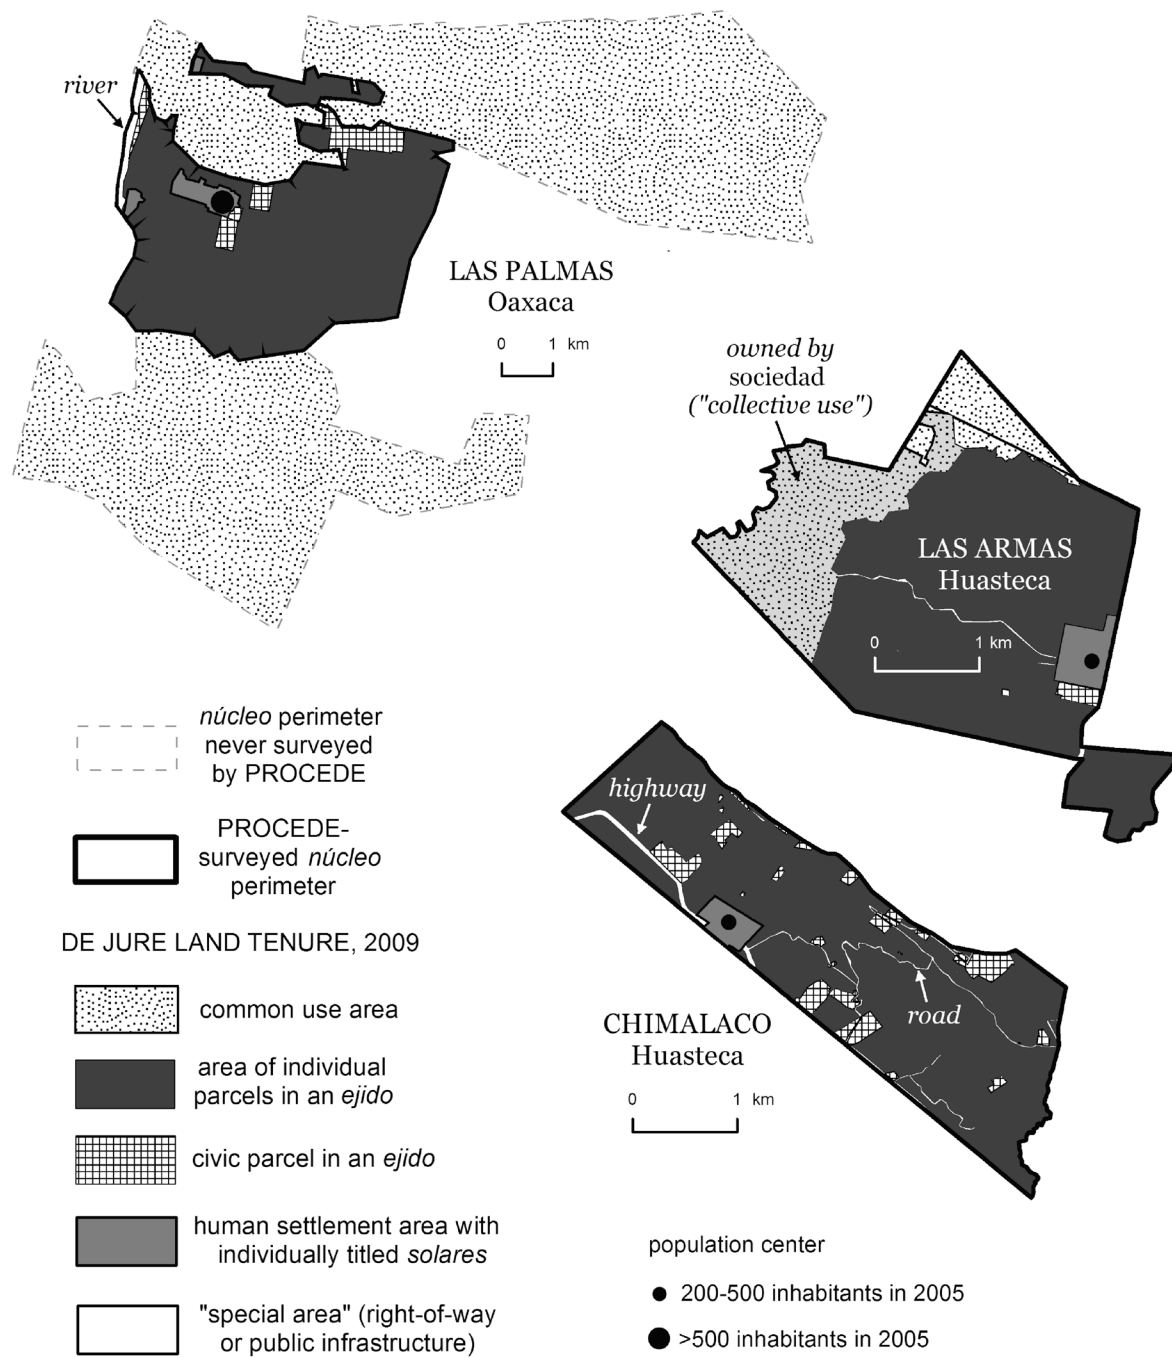 river
LAS PALMAS
Oaxaca
0 1 km
owned by
sociedad
("collective use")
LAS ARMAS
Huasteca
0 1 km
núcleo perimeter
never surveyed
by PROCEDE
PROCEDE-
surveyed núcleo
perimeter
DE JURE LAND TENURE, 2009
common use area
area of individual
parcels in an ejido
civic parcel in an ejido
human settlement area with
individually titled solares
"special area" (right-of-way
or public infrastructure)
highway
road
CHIMALACO
Huasteca
0 1 km
population center
200-500 inhabitants in 2005
>500 inhabitants in 2005